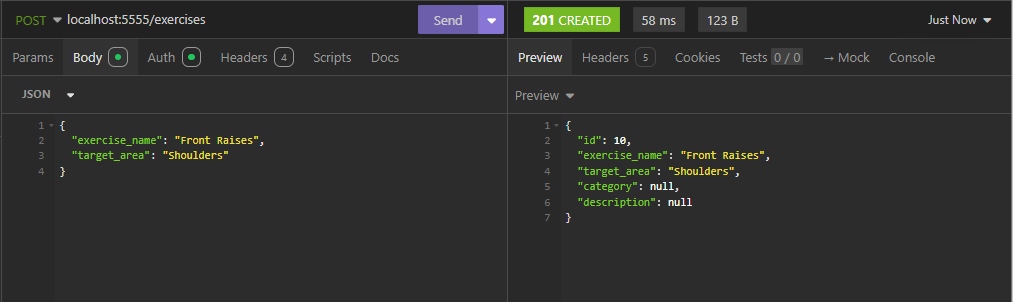 POST localhost:5555/exercises Send
Params Body Auth Headers 4 Scripts Docs
JSON
1 {
2 "exercise_name": "Front Raises",
3 "target_area": "Shoulders"
4 }
201 CREATED 58 ms 123 B Just Now
Preview Headers 5 Cookies Tests 0 / 0 → Mock Console
Preview
1 {
2 "id": 10,
3 "exercise_name": "Front Raises",
4 "target_area": "Shoulders",
5 "category": null,
6 "description": null
7 }